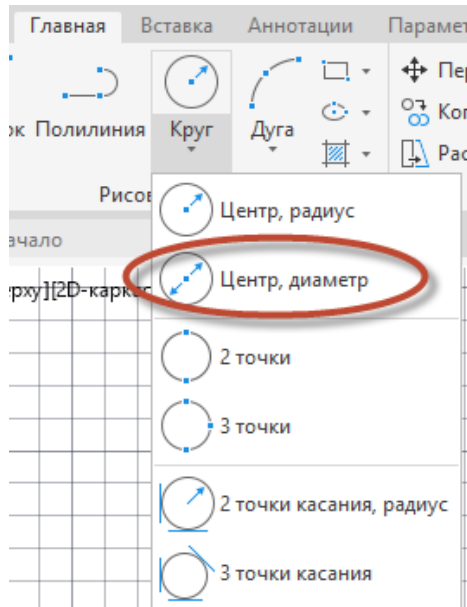 Главная Вставка Аннотации
Полилиния Круг Дуга
Центр, радиус
Центр, диаметр
2 точки
3 точки
2 точки касания, радиус
3 точки касания